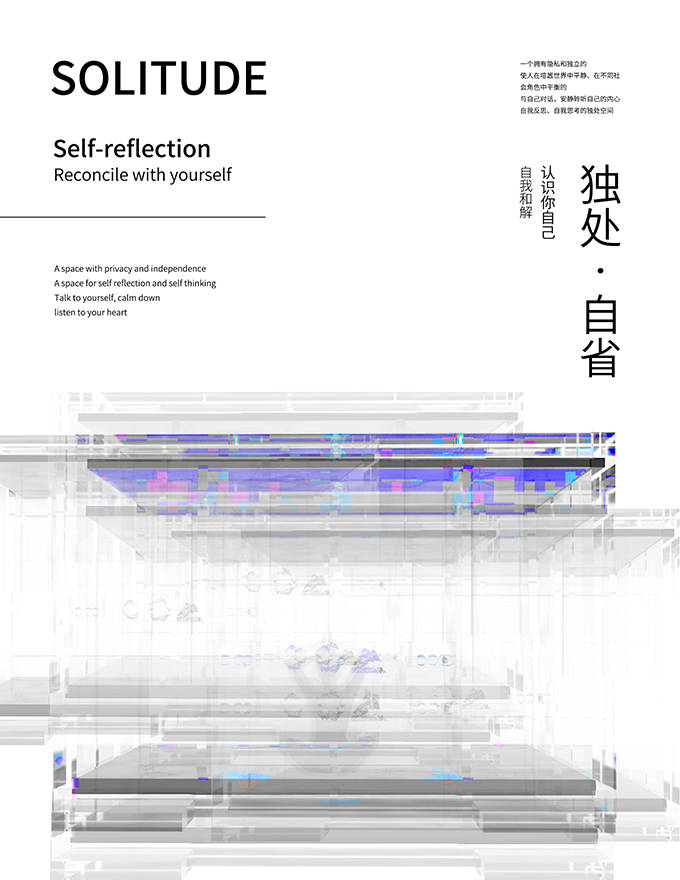 SOLITUDE
Self-reflection
Reconcile with yourself
A space with privacy and independence
A space for self reflection and self thinking
Talk to yourself, calm down
listen to your heart
一个拥有隐私和独立的
使人在喧嚣世界中平静、在不同社
会角色中平衡的
与自己对话，安静聆听自己的内心
自我反思、自我思考的独处空间
独处·自省
认识你自己
自我和解